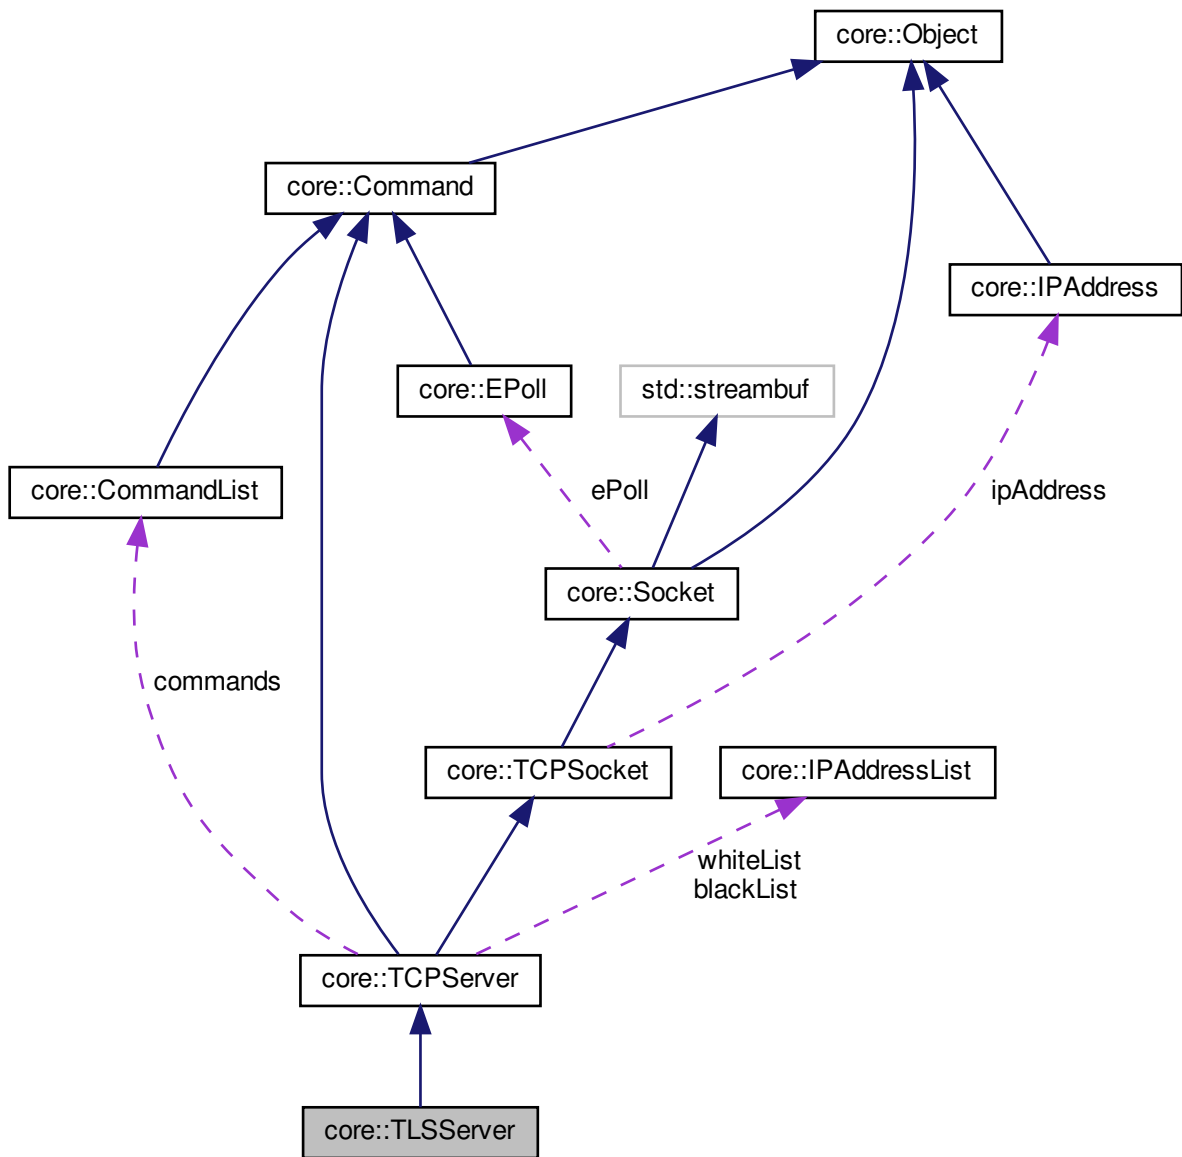 core::Object
core::Command
core::IPAddress
core::EPoll
std::streambuf
core::CommandList
ePoll
ipAddress
core::Socket
commands
core::TCPSocket
core::IPAddressList
whiteList
blackList
core::TCPServer
core::TLSServer